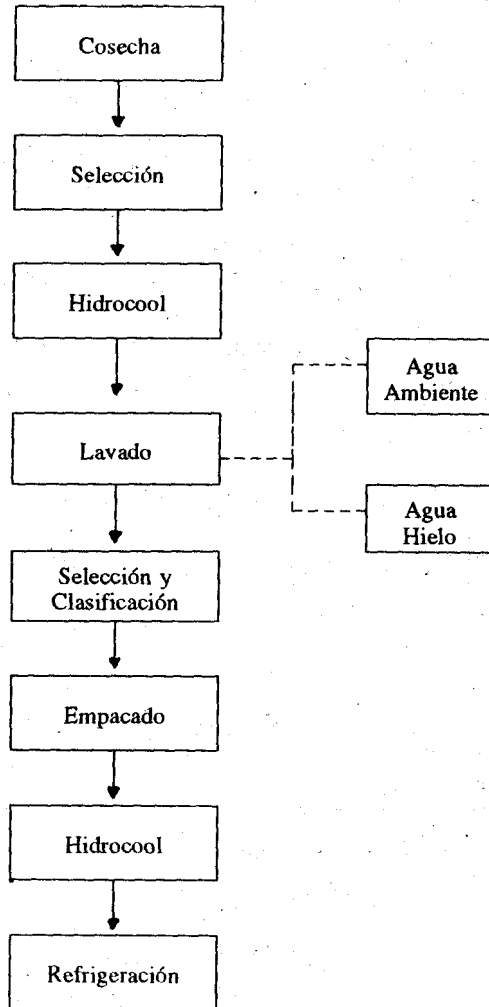 Cosecha
Selección
Hidrocool
Lavado
Agua
Ambiente
Agua
Hielo
Selección y
Clasificación
Empacado
Hidrocool
Refrigeración